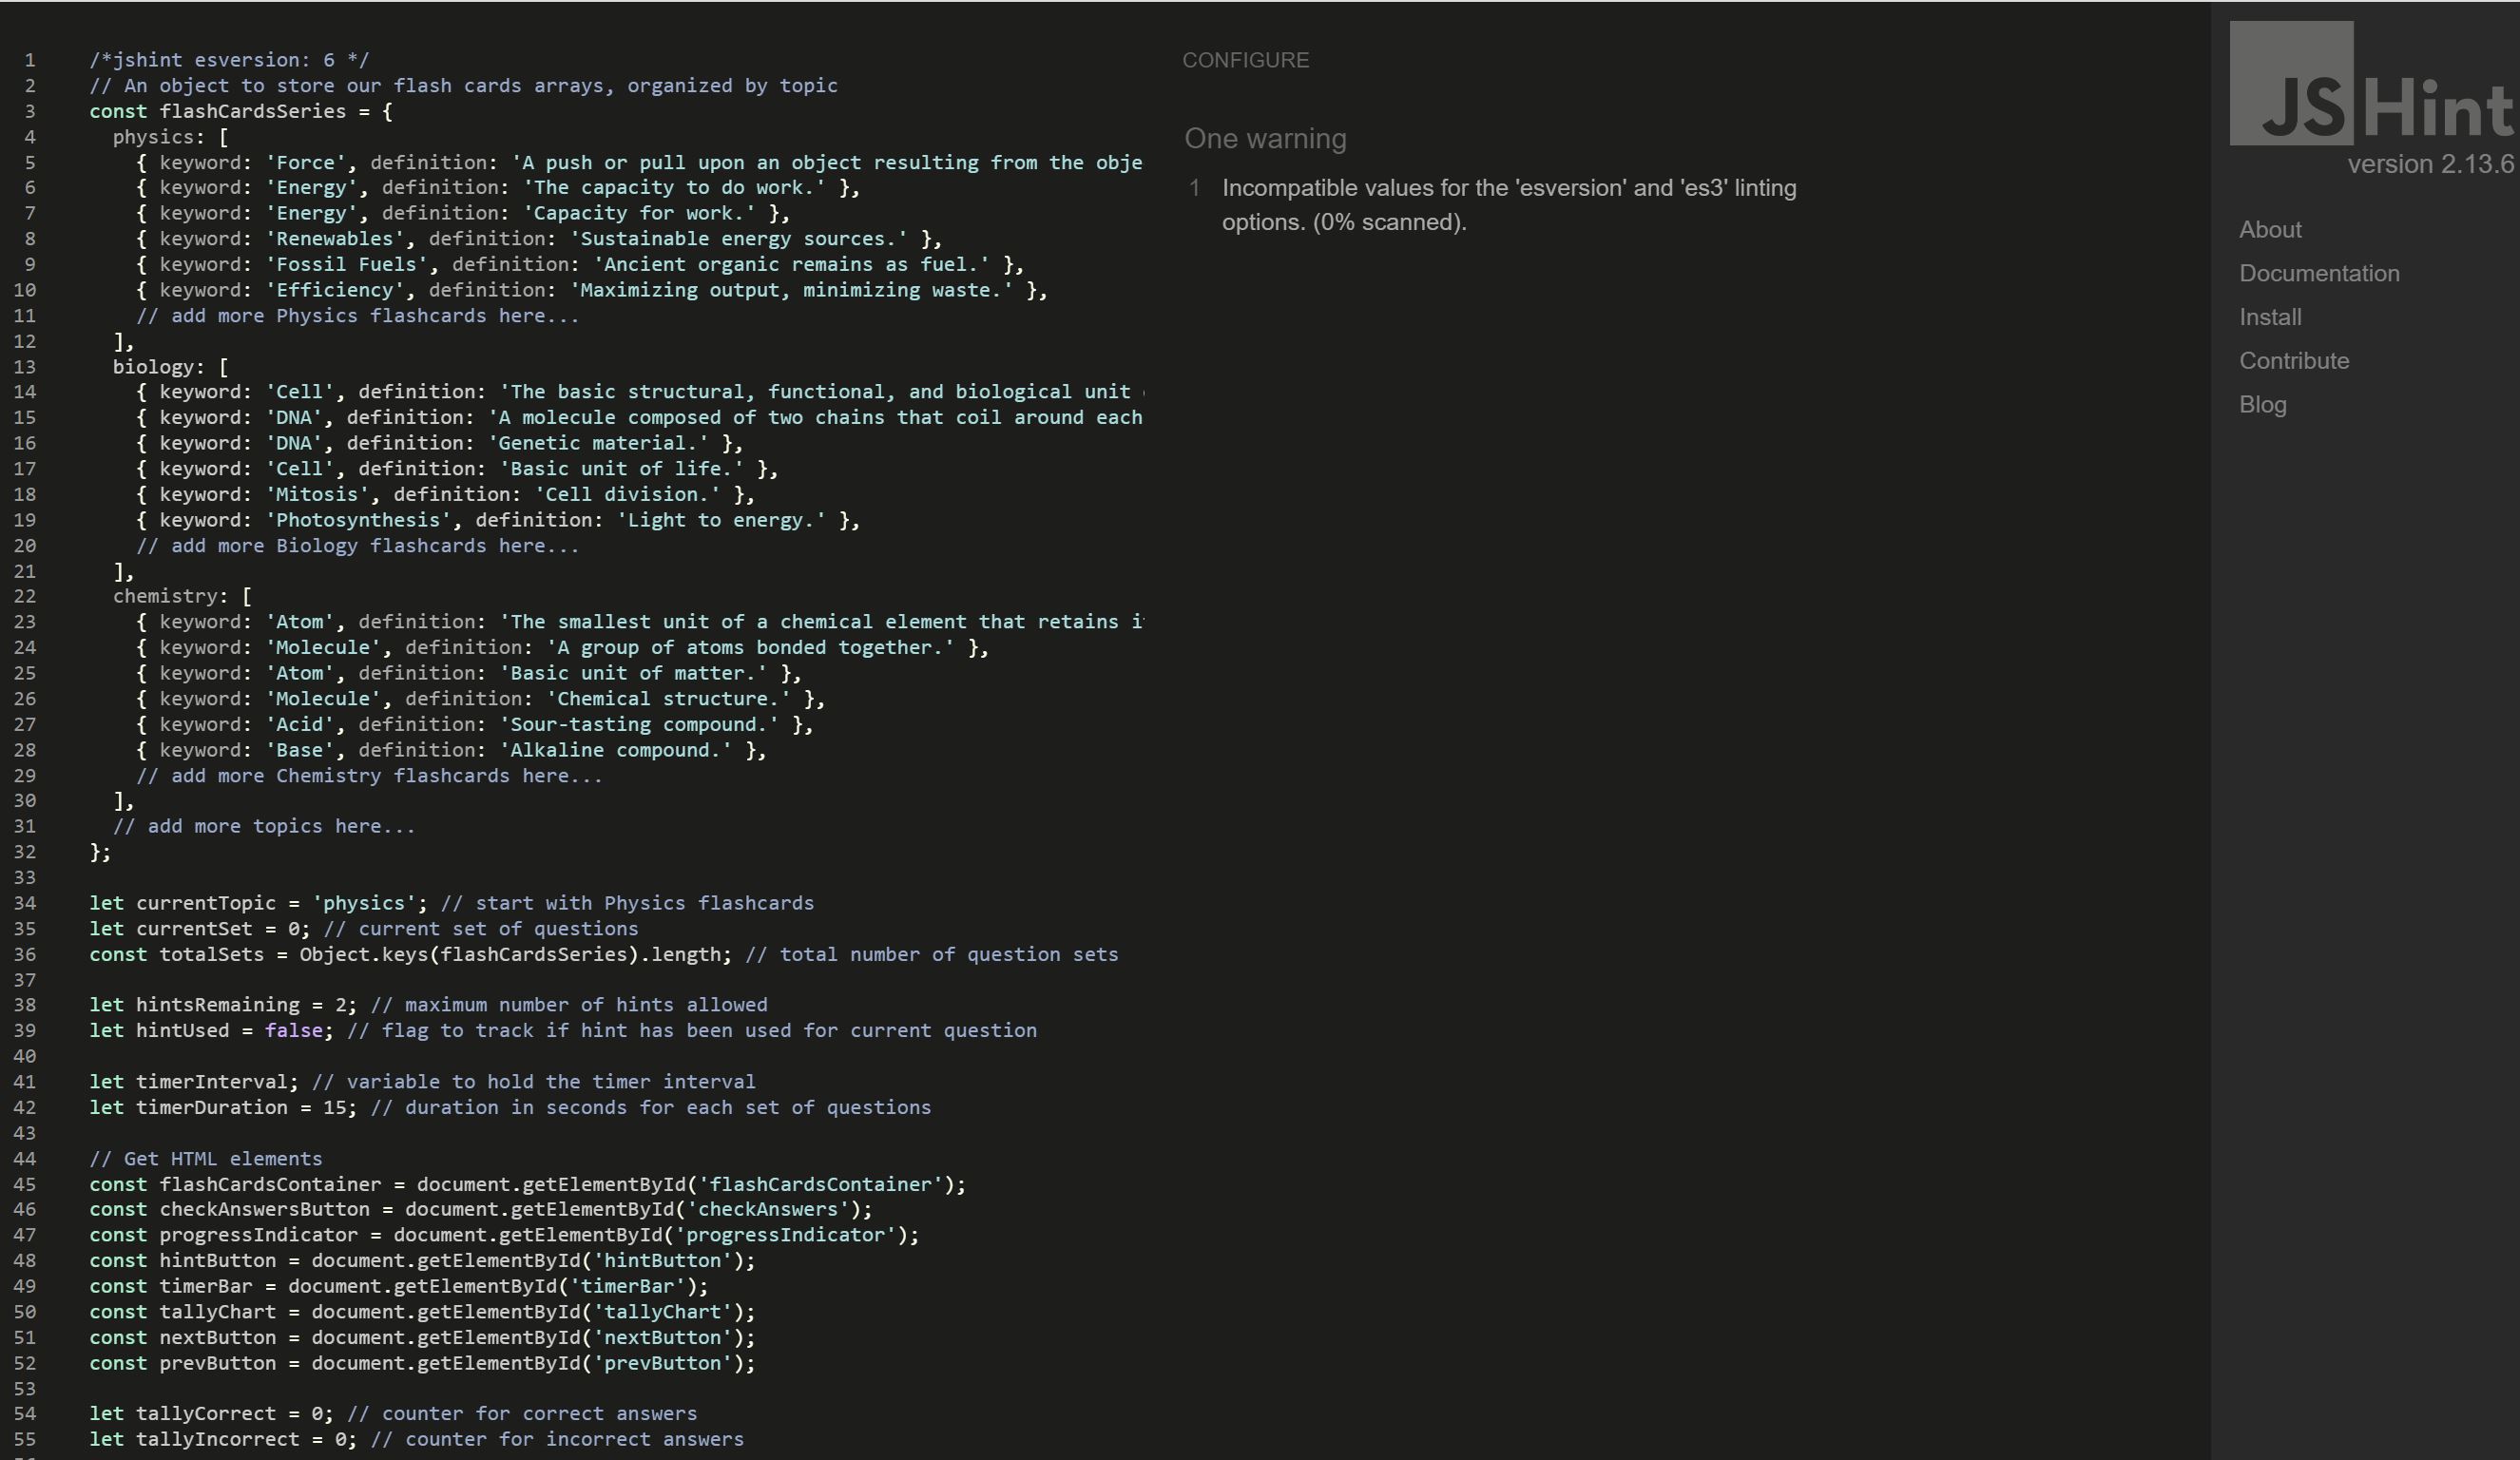 1 /*jshint esversion: 6 */
2 // An object to store our flash cards arrays, organized by topic
3 const flashCardsSeries = {
4 physics: [
5 { keyword: 'Force', definition: 'A push or pull upon an object resulting from the obje
6 { keyword: 'Energy', definition: 'The capacity to do work.' },
7 { keyword: 'Energy', definition: 'Capacity for work.' },
8 { keyword: 'Renewables', definition: 'Sustainable energy sources.' },
9 { keyword: 'Fossil Fuels', definition: 'Ancient organic remains as fuel.' },
10 { keyword: 'Efficiency', definition: 'Maximizing output, minimizing waste.' },
11 // add more Physics flashcards here...
12 ],
13 biology: [
14 { keyword: 'Cell', definition: 'The basic structural, functional, and biological unit
15 { keyword: 'DNA', definition: 'A molecule composed of two chains that coil around each
16 { keyword: 'DNA', definition: 'Genetic material.' },
17 { keyword: 'Cell', definition: 'Basic unit of life.' },
18 { keyword: 'Mitosis', definition: 'Cell division.' },
19 { keyword: 'Photosynthesis', definition: 'Light to energy.' },
20 // add more Biology flashcards here...
21 ],
22 chemistry: [
23 { keyword: 'Atom', definition: 'The smallest unit of a chemical element that retains i
24 { keyword: 'Molecule', definition: 'A group of atoms bonded together.' },
25 { keyword: 'Atom', definition: 'Basic unit of matter.' },
26 { keyword: 'Molecule', definition: 'Chemical structure.' },
27 { keyword: 'Acid', definition: 'Sour-tasting compound.' },
28 { keyword: 'Base', definition: 'Alkaline compound.' },
29 // add more Chemistry flashcards here...
30 ],
31 // add more topics here...
32 };
33
34 let currentTopic = 'physics'; // start with Physics flashcards
35 let currentSet = 0; // current set of questions
36 const totalSets = Object.keys(flashCardsSeries).length; // total number of question sets
37
38 let hintsRemaining = 2; // maximum number of hints allowed
39 let hintUsed = false; // flag to track if hint has been used for current question
40
41 let timerInterval; // variable to hold the timer interval
42 let timerDuration = 15; // duration in seconds for each set of questions
43
44 // Get HTML elements
45 const flashCardsContainer = document.getElementById('flashCardsContainer');
46 const checkAnswersButton = document.getElementById('checkAnswers');
47 const progressIndicator = document.getElementById('progressIndicator');
48 const hintButton = document.getElementById('hintButton');
49 const timerBar = document.getElementById('timerBar');
50 const tallyChart = document.getElementById('tallyChart');
51 const nextButton = document.getElementById('nextButton');
52 const prevButton = document.getElementById('prevButton');
53
54 let tallyCorrect = 0; // counter for correct answers
55 let tallyIncorrect = 0; // counter for incorrect answers
CONFIGURE
One warning
1 Incompatible values for the 'esversion' and 'es3' linting
options. (0% scanned).
JSHint
version 2.13.6
About
Documentation
Install
Contribute
Blog